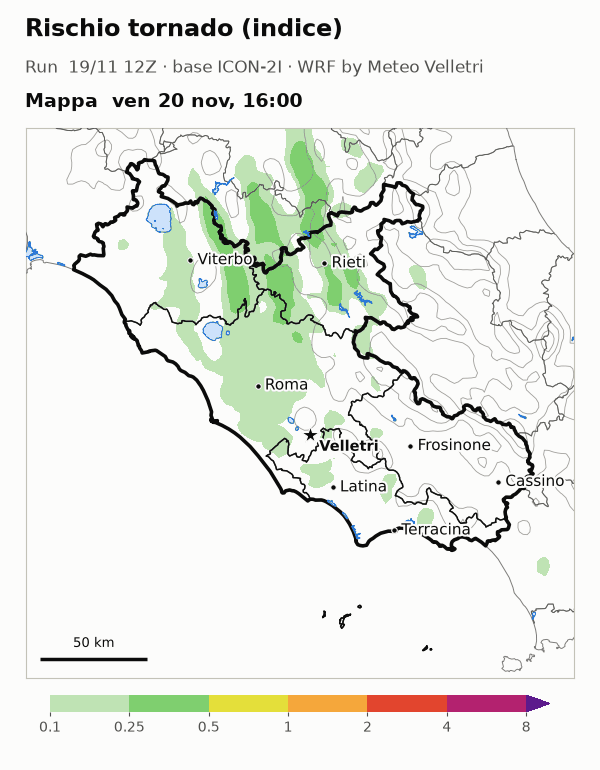 Rischio tornado (indice)
Run  19/11 12Z · base ICON-2I · WRF by Meteo Velletri
Mappa  ven 20 nov, 16:00
Viterbo
Rieti
Roma
Velletri
Frosinone
Latina
Cassino
Terracina
50 km
0.1 0.25 0.5 1 2 4 8